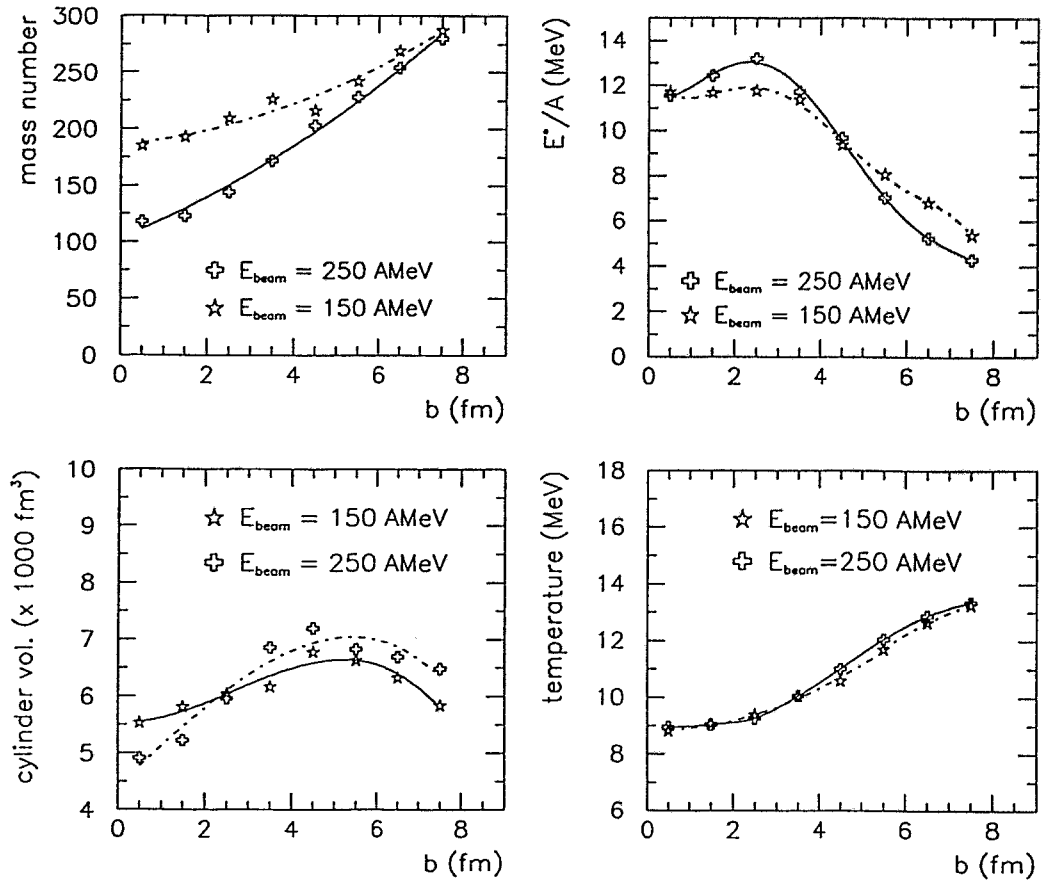 mass number
300
250
200
150
100
50
0
E_beam = 250 AMeV
E_beam = 150 AMeV
0 2 4 6 8
b (fm)
E*/A (MeV)
14
12
10
8
6
4
2
0
E_beam = 250 AMeV
E_beam = 150 AMeV
0 2 4 6 8
b (fm)
cylinder vol. (x 1000 fm³)
10
9
8
7
6
5
4
E_beam = 150 AMeV
E_beam = 250 AMeV
0 2 4 6 8
b (fm)
temperature (MeV)
18
16
14
12
10
8
6
E_beam=150 AMeV
E_beam=250 AMeV
0 2 4 6 8
b (fm)